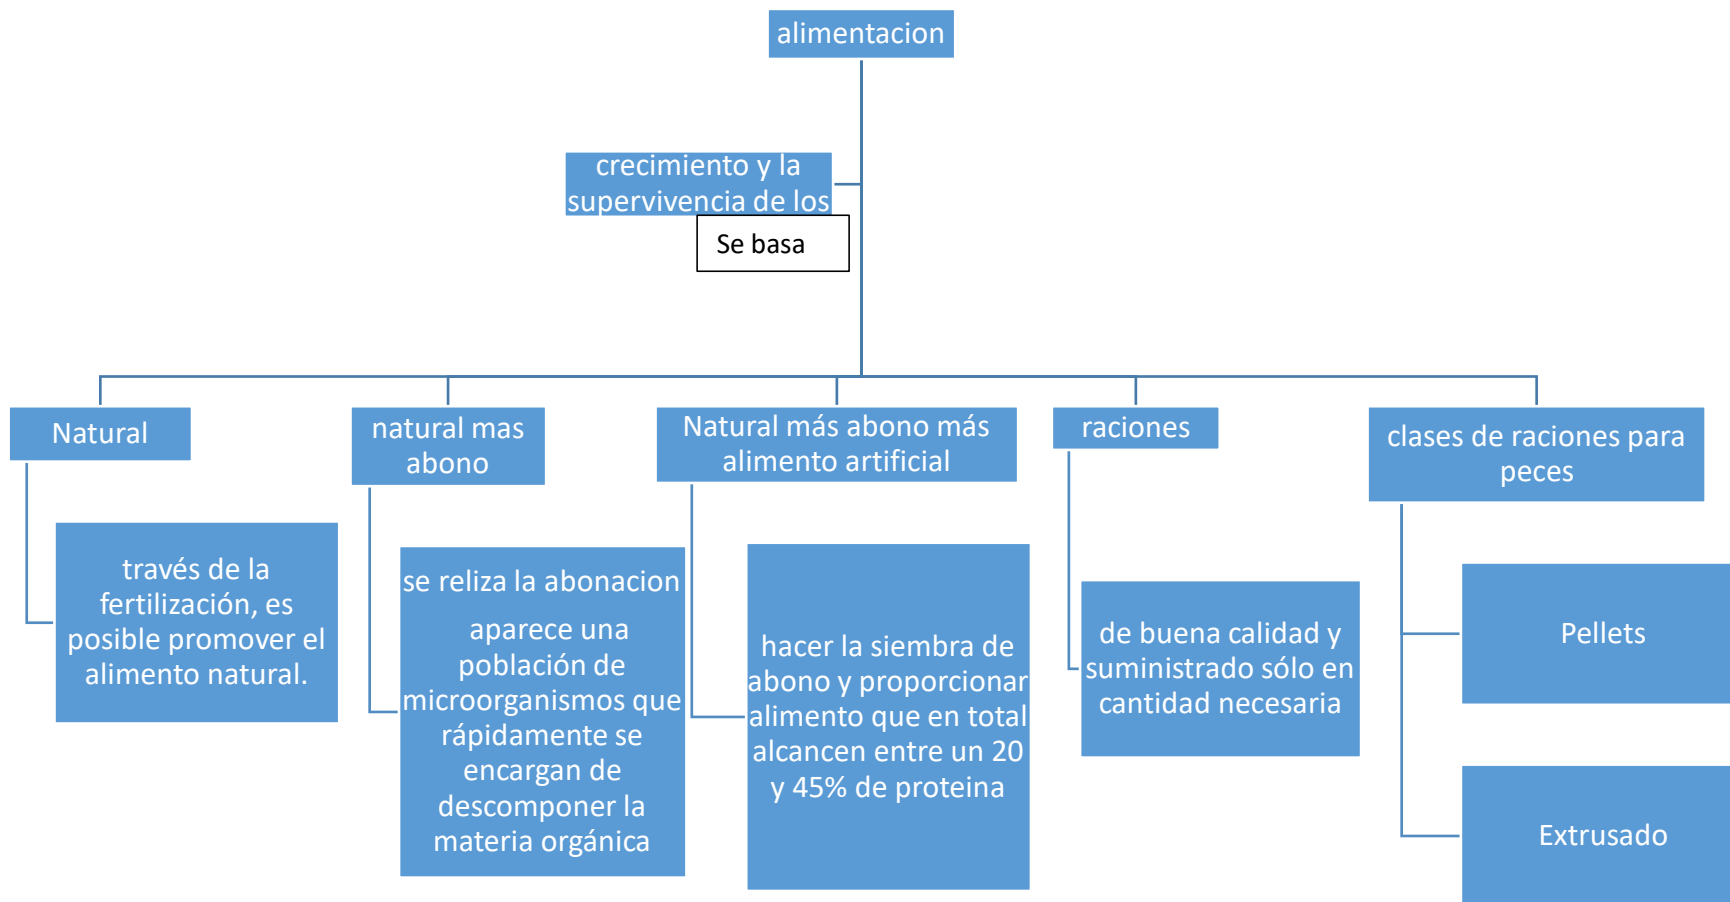 alimentacion
crecimiento y la
supervivencia de los
Se basa
Natural
natural mas
abono
Natural más abono más
alimento artificial
raciones
clases de raciones para
peces
través de la
fertilización, es
posible promover el
alimento natural.
se reliza la abonacion
aparece una
población de
microorganismos que
rápidamente se
encargan de
descomponer la
materia orgánica
hacer la siembra de
abono y proporcionar
alimento que en total
alcancen entre un 20
y 45% de proteina
de buena calidad y
suministrado sólo en
cantidad necesaria
Pellets
Extrusado